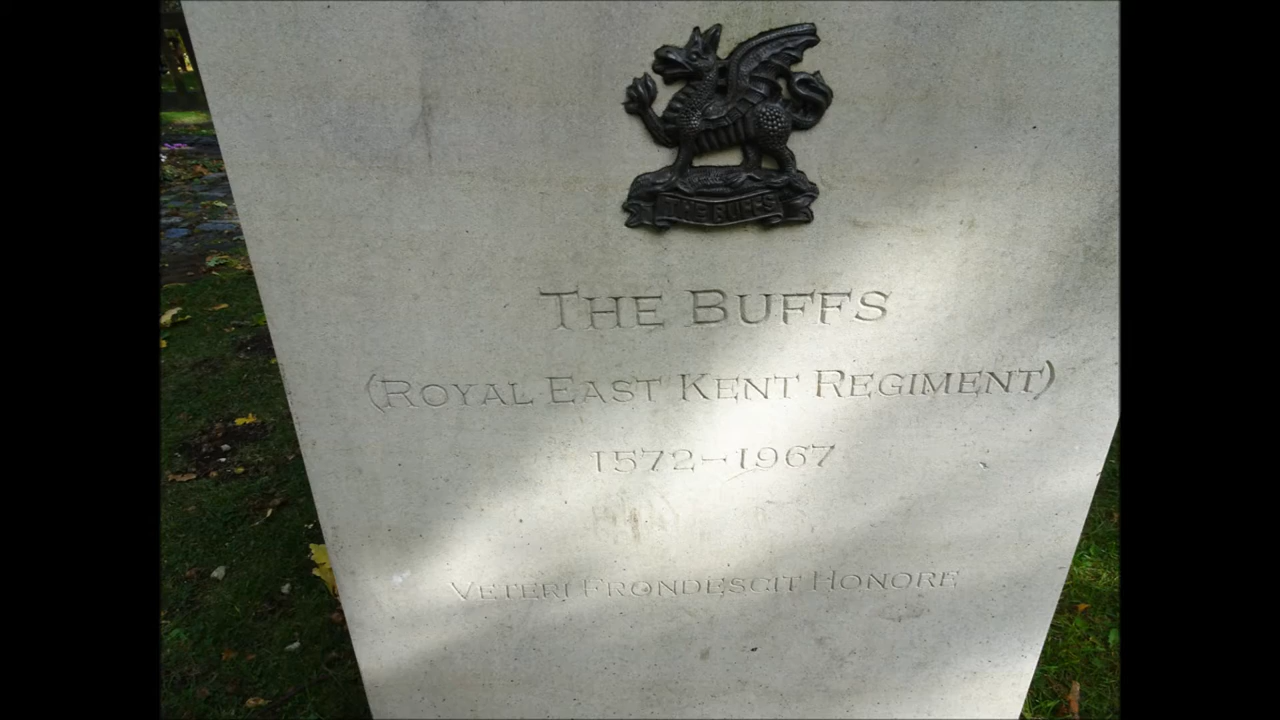 THE BUFFS
THE BUFFS
(ROYAL EAST KENT REGIMENT)
1572-1967
VETERI FRONDESCIT HONORE